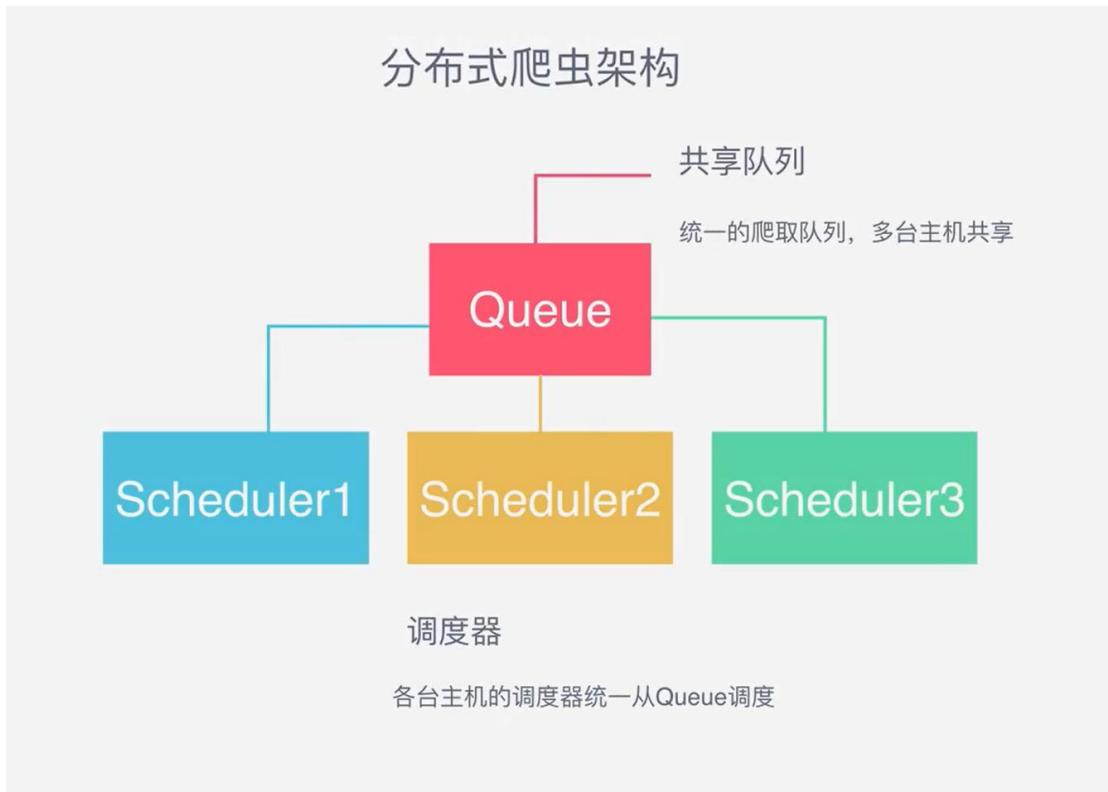 分布式爬虫架构
共享队列
统一的爬取队列，多台主机共享
Queue
Scheduler1
Scheduler2
Scheduler3
调度器
各台主机的调度器统一从Queue调度